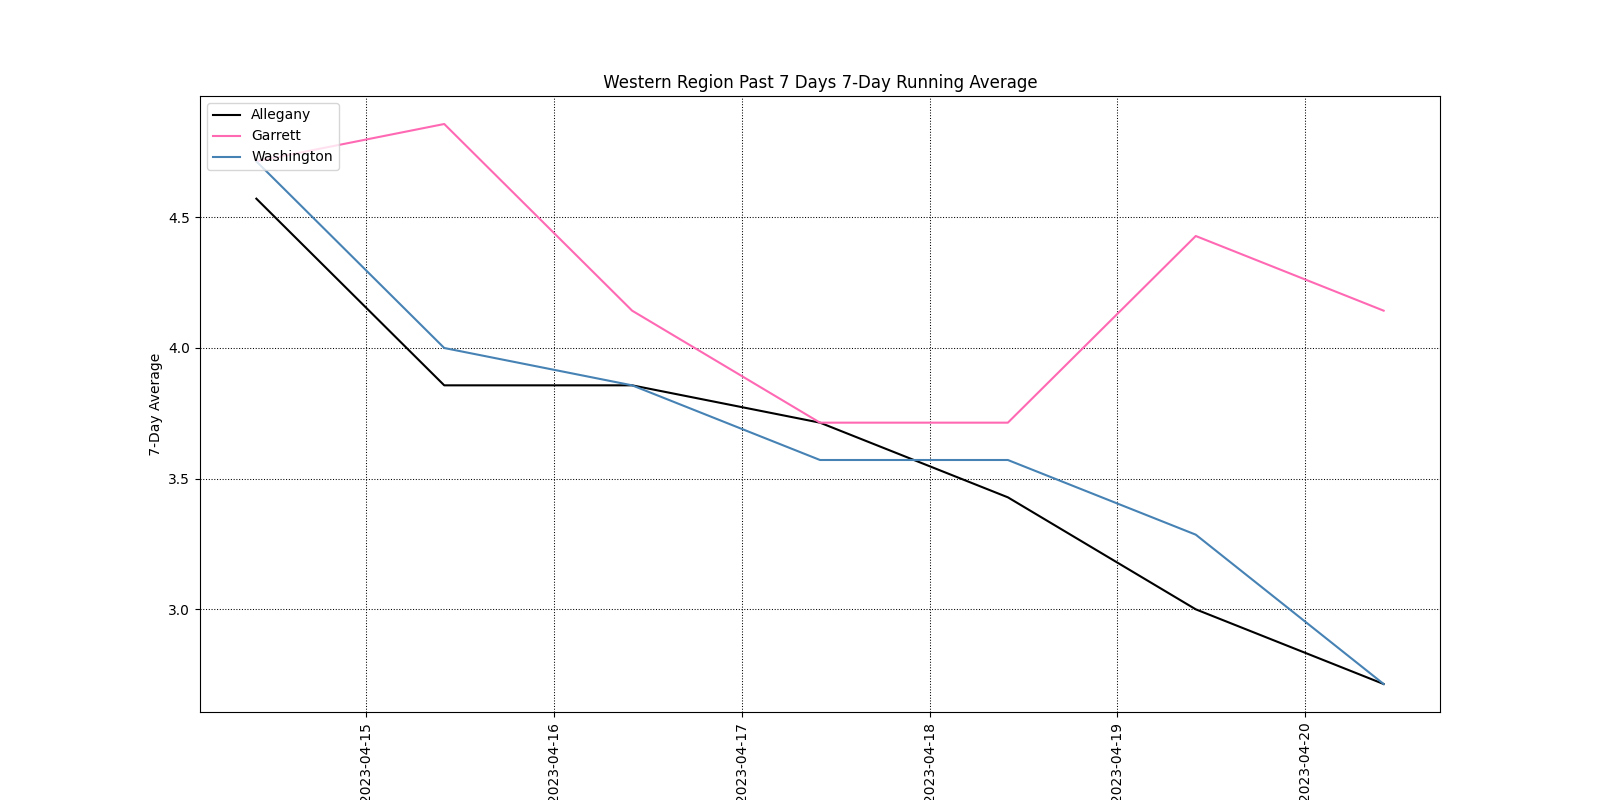 Western Region Past 7 Days 7-Day Running Average
Allegany
Garrett
Washington
7-Day Average
4.5
4.0
3.5
3.0
2023-04-15
2023-04-16
2023-04-17
2023-04-18
2023-04-19
2023-04-20